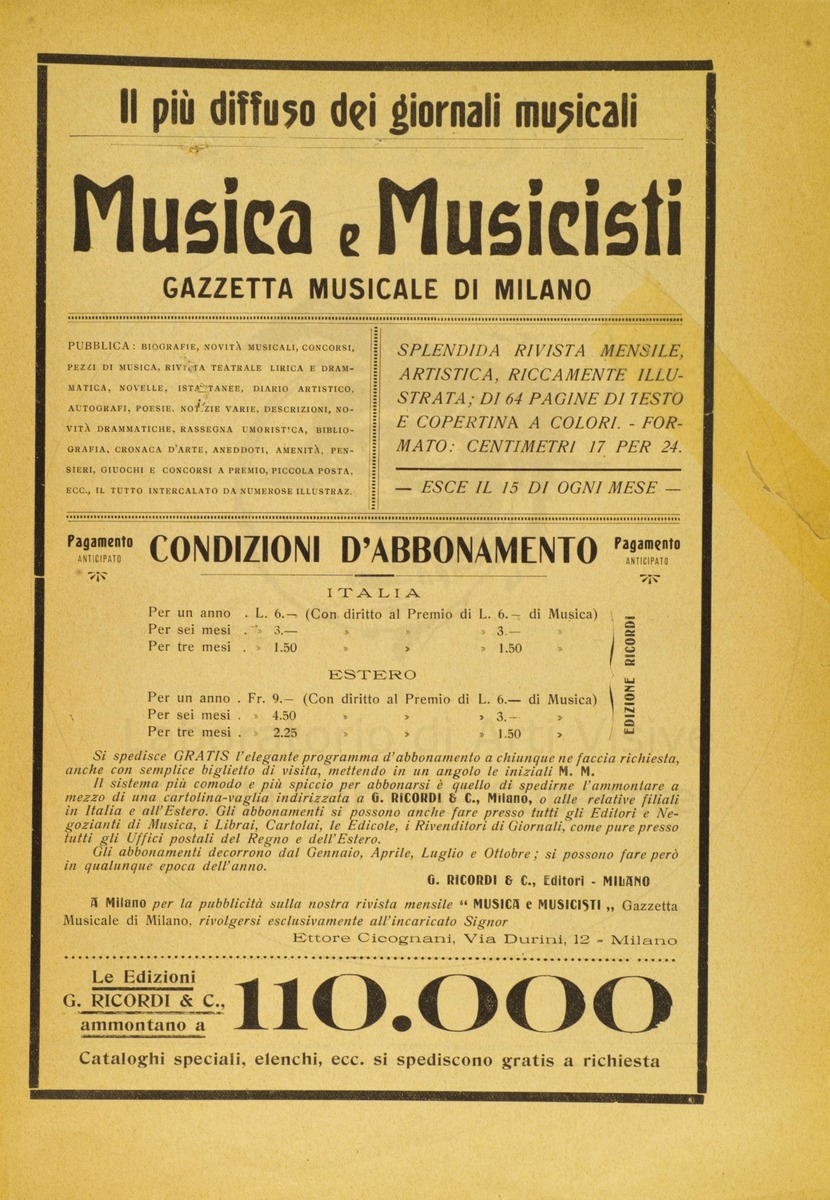 Il più diffuso dei giornali musicali
Musica e Musicisti
GAZZETTA MUSICALE DI MILANO
PUBBLICA: BIOGRAFIE, NOVITÀ MUSICALI, CONCORSI,
PEZZI DI MUSICA, RIVISTA TEATRALE LIRICA E DRAM-
MATICA, NOVELLE, ISTANTANEE, DIARIO ARTISTICO,
AUTOGRAFI, POESIE. NOTIZIE VARIE, DESCRIZIONI, NO-
VITÀ DRAMMATICHE, RASSEGNA UMORISTICA, BIBLIO-
GRAFIA, CRONACA D'ARTE, ANEDDOTI, AMENITÀ, PEN-
SIERI, GIUOCHI E CONCORSI A PREMIO, PICCOLA POSTA,
ECC., IL TUTTO INTERCALATO DA NUMEROSE ILLUSTRAZ.
SPLENDIDA RIVISTA MENSILE,
ARTISTICA, RICCAMENTE ILLU-
STRATA; DI 64 PAGINE DI TESTO
E COPERTINA A COLORI. - FOR-
MATO: CENTIMETRI 17 PER 24.
— ESCE IL 15 DI OGNI MESE —
Pagamento
ANTICIPATO
CONDIZIONI D'ABBONAMENTO
Pagamento
ANTICIPATO
ITALIA
Per un anno . L. 6.— (Con diritto al Premio di L. 6.— di Musica)
Per sei mesi . » 3.— » » » 3.— »
Per tre mesi . » 1.50 » » » 1.50 »
ESTERO
Per un anno . Fr. 9.— (Con diritto al Premio di L. 6.— di Musica)
Per sei mesi . » 4.50 » » » 3.— »
Per tre mesi . » 2.25 » » » 1.50 »
EDIZIONE RICORDI
Si spedisce GRATIS l'elegante programma d'abbonamento a chiunque ne faccia richiesta,
anche con semplice biglietto di visita, mettendo in un angolo le iniziali M. M.
Il sistema più comodo e più spiccio per abbonarsi è quello di spedirne l'ammontare a
mezzo di una cartolina-vaglia indirizzata a G. RICORDI & C., Milano, o alle relative filiali
in Italia e all'Estero. Gli abbonamenti si possono anche fare presso tutti gli Editori e Ne-
gozianti di Musica, i Librai, Cartolai, le Edicole, i Rivenditori di Giornali, come pure presso
tutti gli Uffici postali del Regno e dell'Estero.
Gli abbonamenti decorrono dal Gennaio, Aprile, Luglio e Ottobre; si possono fare però
in qualunque epoca dell'anno.
G. RICORDI & C., Editori - MILANO
A Milano per la pubblicità sulla nostra rivista mensile “ MUSICA e MUSICISTI „ Gazzetta
Musicale di Milano, rivolgersi esclusivamente all'incaricato Signor
Ettore Cicognani, Via Durini, 12 - Milano
Le Edizioni
G. RICORDI & C.,
ammontano a
110.000
Cataloghi speciali, elenchi, ecc. si spediscono gratis a richiesta